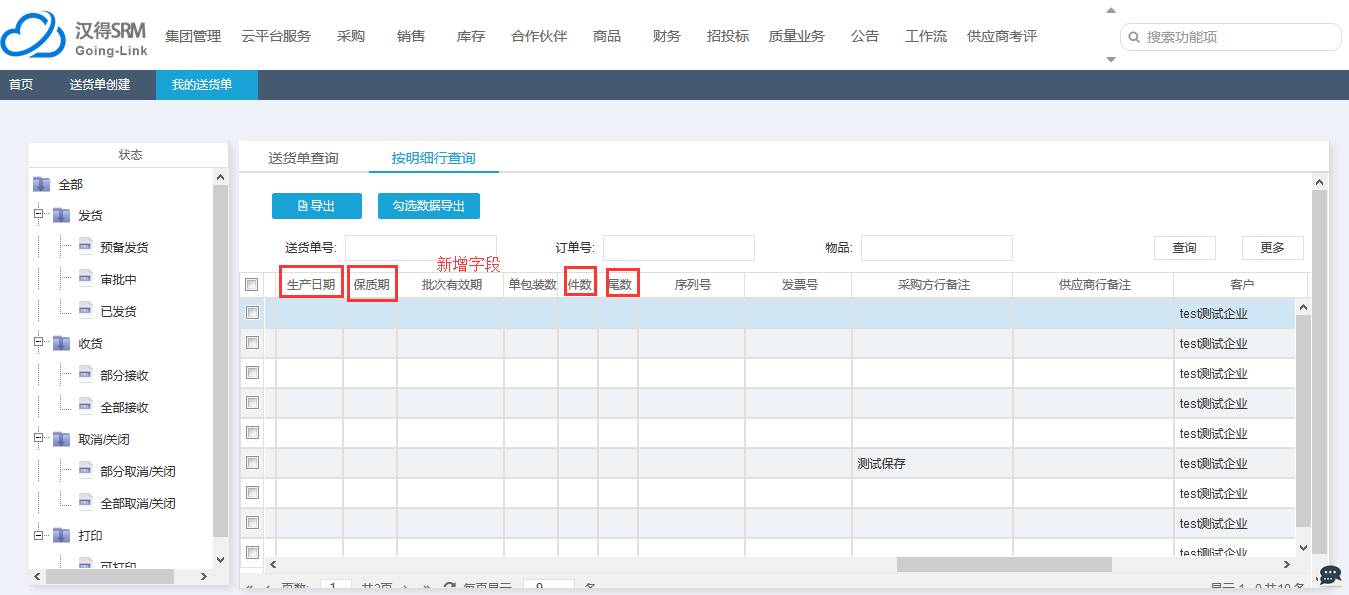 汉得SRM
Going-Link
集团管理 云平台服务 采购 销售 库存 合作伙伴 商品 财务 招投标 质量业务 公告 工作流 供应商考评
搜索功能项
首页 送货单创建 我的送货单
状态
全部
发货
预备发货
审批中
已发货
收货
部分接收
全部接收
取消/关闭
部分取消/关闭
全部取消/关闭
打印
可打印
送货单查询 按明细行查询
导出 勾选数据导出
送货单号: 订单号: 物品: 查询 更多
新增字段
生产日期 保质期 批次有效期 单包装数 件数 尾数 序列号 发票号 采购方行备注 供应商行备注 客户
test测试企业
test测试企业
test测试企业
test测试企业
test测试企业
测试保存 test测试企业
test测试企业
test测试企业
test测试企业
页数: 1 共2页 每页显示 9 条